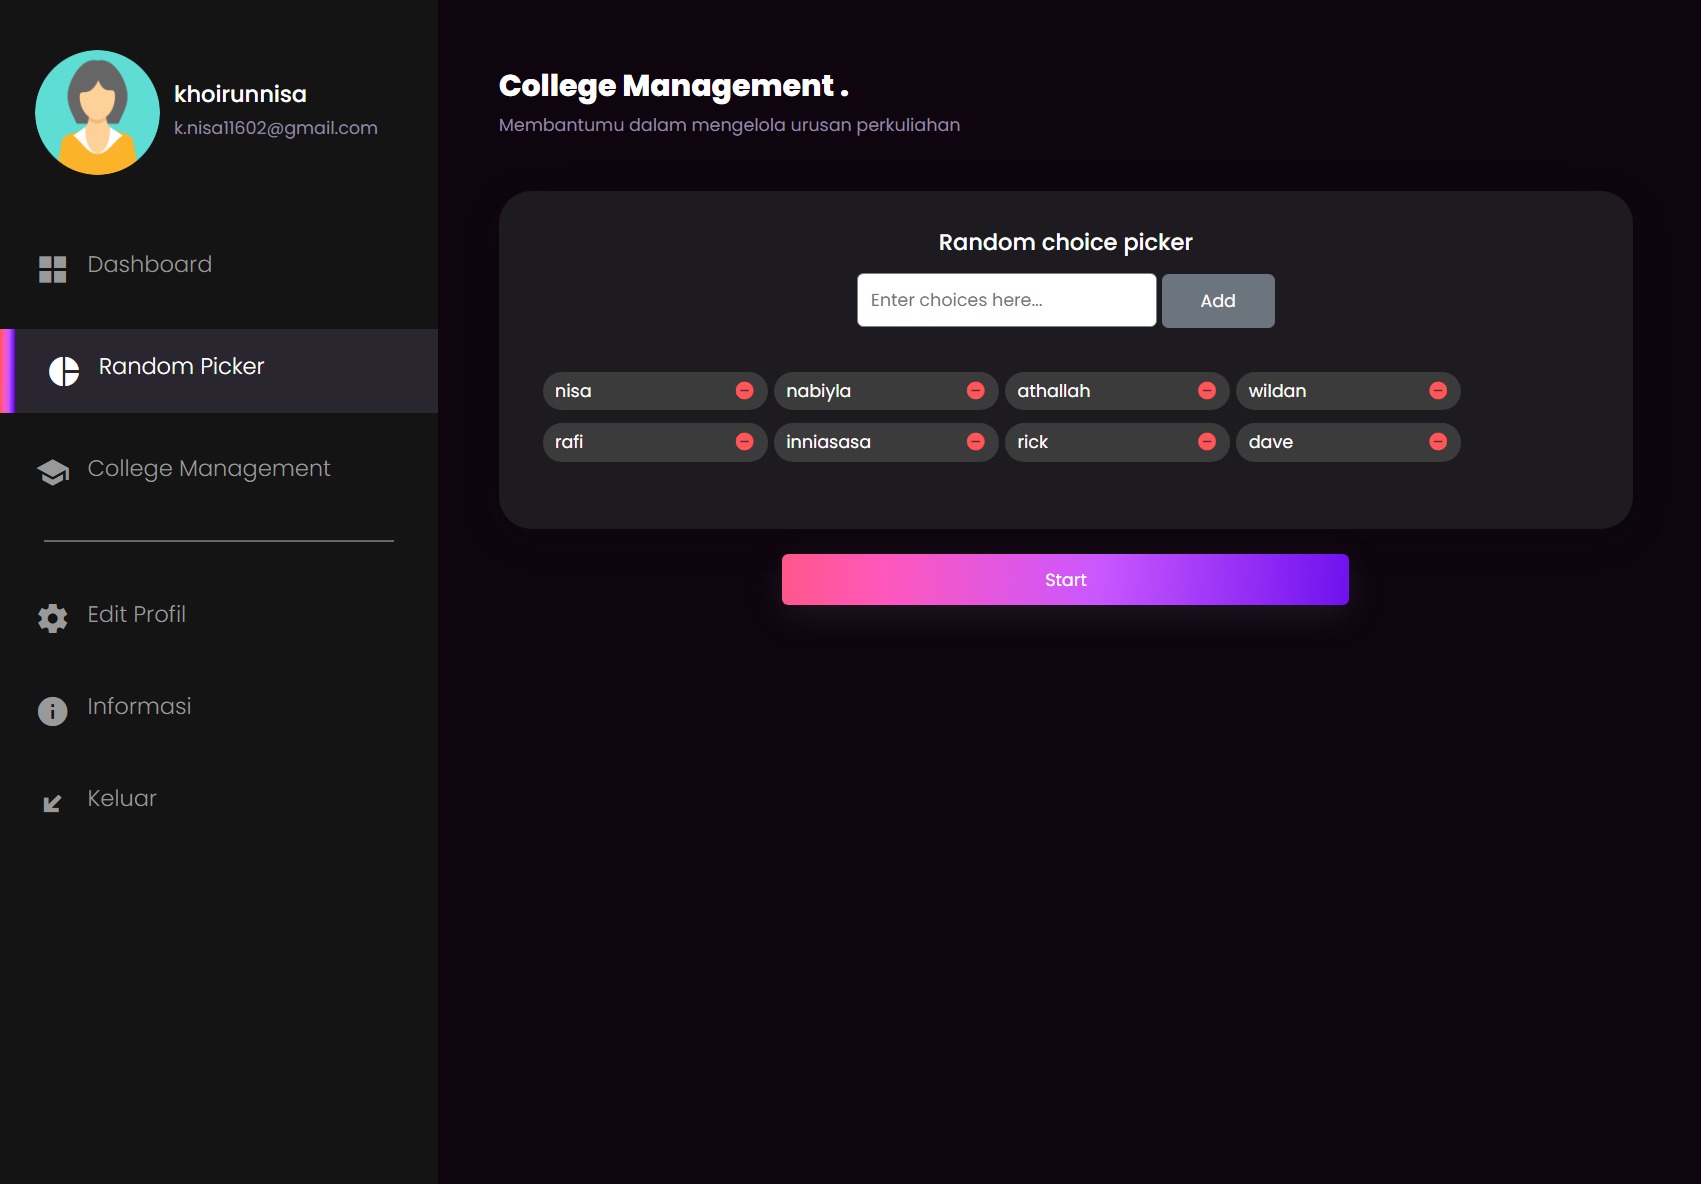 khoirunnisa
k.nisa11602@gmail.com
Dashboard
Random Picker
College Management
Edit Profil
Informasi
Keluar
College Management .
Membantumu dalam mengelola urusan perkuliahan
Random choice picker
Enter choices here...
Add
nisa
nabiyla
athallah
wildan
rafi
inniasasa
rick
dave
Start